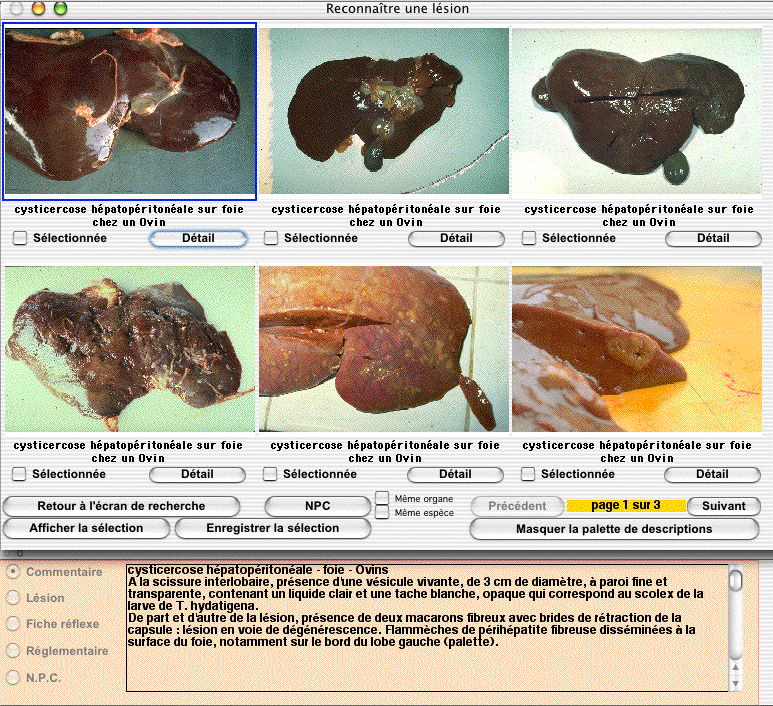 Reconnaître une lésion
cysticercose hépatopéritonéale sur foie
chez un Ovin
cysticercose hépatopéritonéale sur foie
chez un Ovin
cysticercose hépatopéritonéale sur foie
chez un Ovin
Sélectionnée Détail Sélectionnée Détail Sélectionnée Détail
cysticercose hépatopéritonéale sur foie
chez un Ovin
cysticercose hépatopéritonéale sur foie
chez un Ovin
cysticercose hépatopéritonéale sur foie
chez un Ovin
Sélectionnée Détail Sélectionnée Détail Sélectionnée Détail
Retour à l'écran de recherche
NPC
Même organe
Même espèce
Précédent
page 1 sur 3
Suivant
Afficher la sélection
Enregistrer la sélection
Masquer la palette de descriptions
Commentaire
Lésion
Fiche réflexe
Réglementaire
N.P.C.
cysticercose hépatopéritonéale - foie - Ovins
A la scissure interlobaire, présence d'une vésicule vivante, de 3 cm de diamètre, à paroi fine et
transparente, contenant un liquide clair et une tache blanche, opaque qui correspond au scolex de la
larve de T. hydatigena.
De part et d'autre de la lésion, présence de deux macarons fibreux avec brides de rétraction de la
capsule : lésion en voie de dégénérescence. Flammèches de périhépatite fibreuse disséminées à la
surface du foie, notamment sur le bord du lobe gauche (palette).